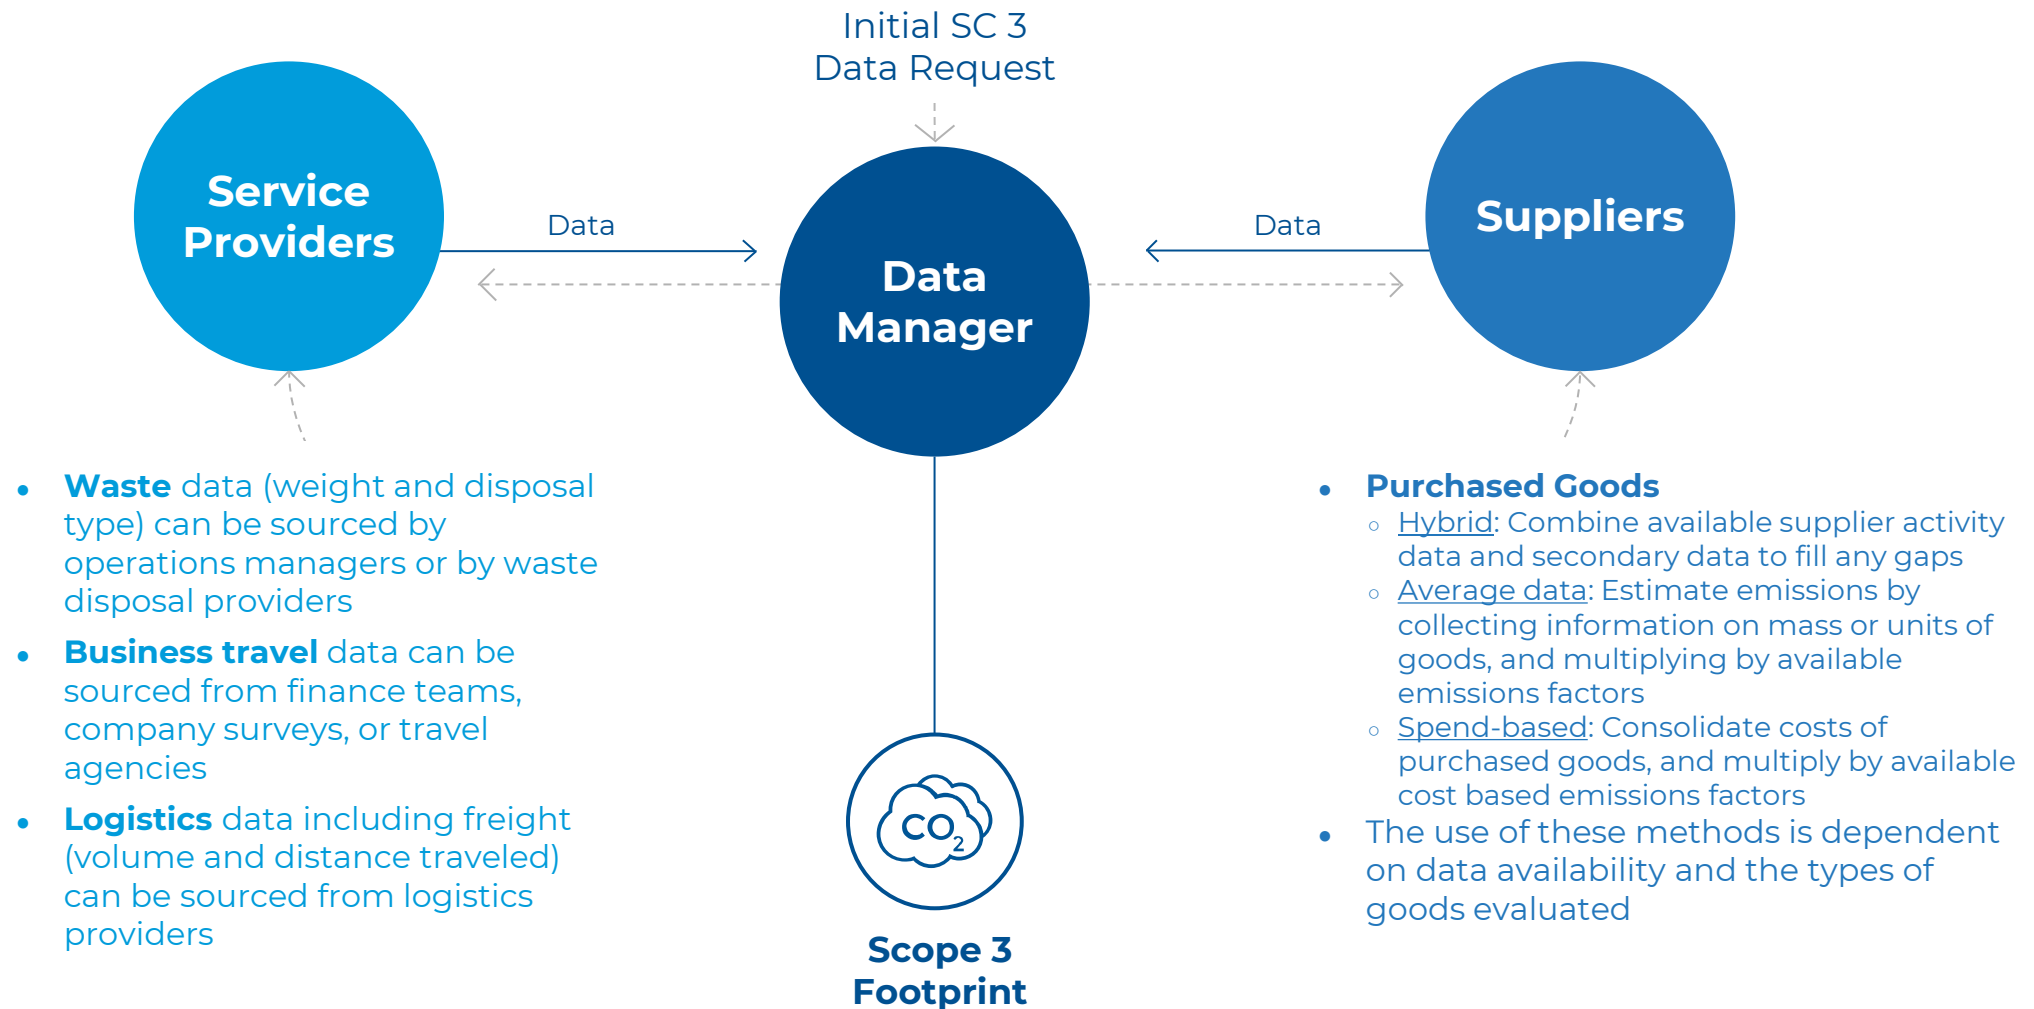 Initial SC 3
Data Request
Service
Providers
Data
Data
Manager
Data
Suppliers
● Waste data (weight and disposal
type) can be sourced by
operations managers or by waste
disposal providers
● Business travel data can be
sourced from finance teams,
company surveys, or travel
agencies
● Logistics data including freight
(volume and distance traveled)
can be sourced from logistics
providers
CO2
Scope 3
Footprint
● Purchased Goods
○ Hybrid: Combine available supplier activity
data and secondary data to fill any gaps
○ Average data: Estimate emissions by
collecting information on mass or units of
goods, and multiplying by available
emissions factors
○ Spend-based: Consolidate costs of
purchased goods, and multiply by available
cost based emissions factors
● The use of these methods is dependent
on data availability and the types of
goods evaluated